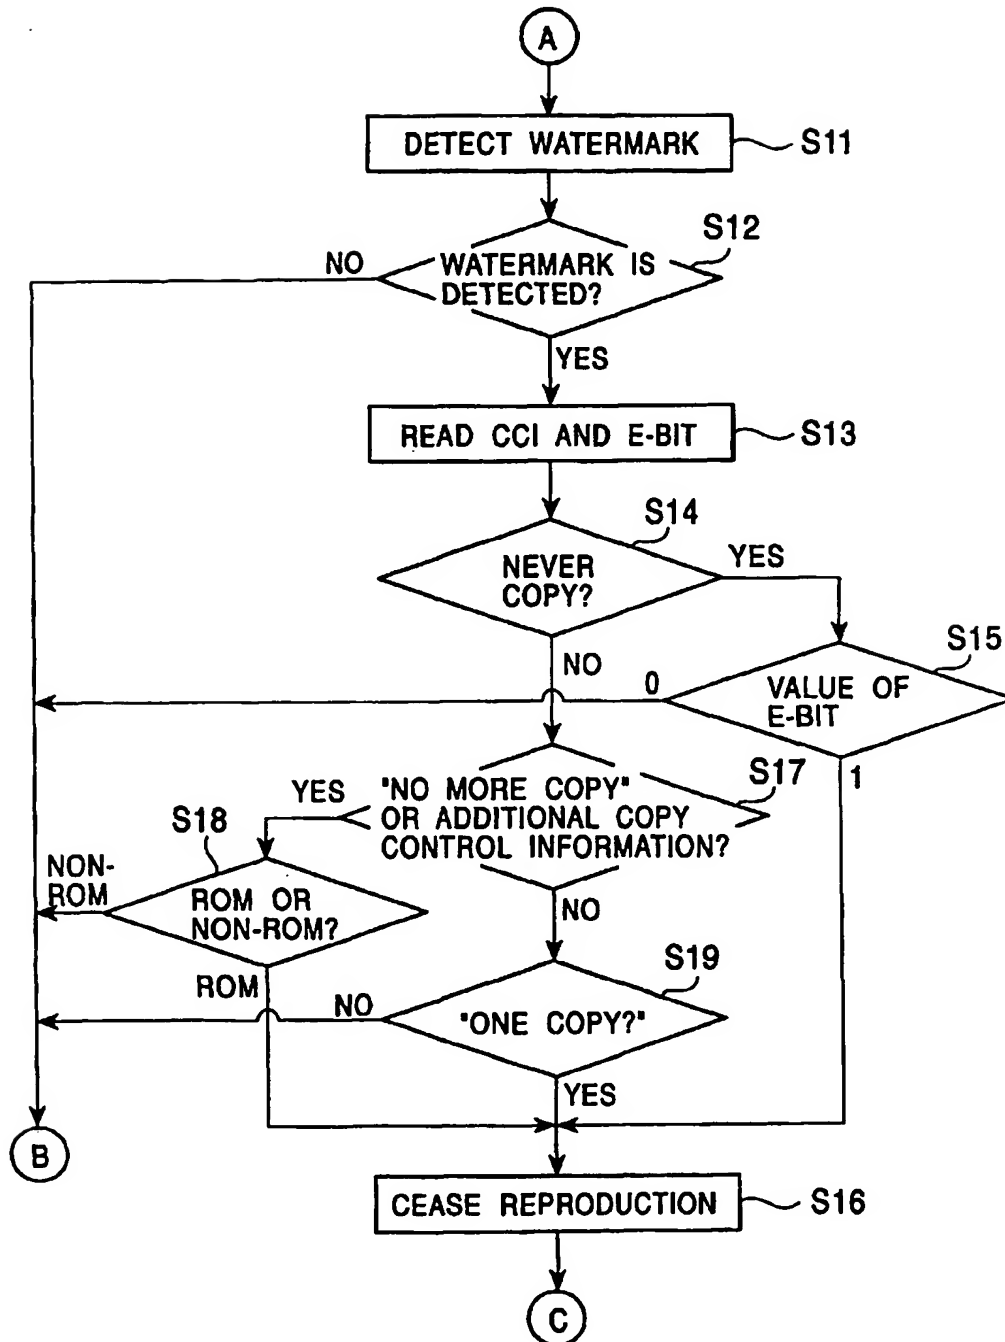 A
DETECT WATERMARK
S11
S12
NO
WATERMARK IS
DETECTED?
YES
READ CCI AND E-BIT
S13
S14
YES
NEVER
COPY?
NO
S15
0
VALUE OF
E-BIT
1
S17
YES
"NO MORE COPY"
OR ADDITIONAL COPY
CONTROL INFORMATION?
S18
NON-
ROM
ROM OR
NON-ROM?
NO
ROM
S19
NO
"ONE COPY?"
YES
B
CEASE REPRODUCTION
S16
C